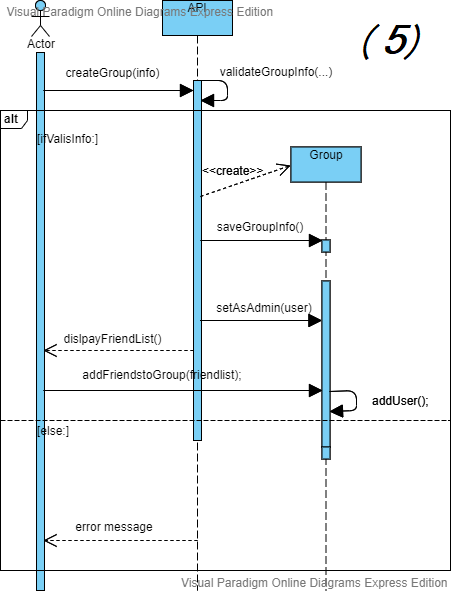 Visual Paradigm Online Diagrams Express Edition
API
( 5 )
Actor
createGroup(info)
validateGroupInfo(...)
alt
[ifValisInfo:]
Group
<<create>>
saveGroupInfo()
setAsAdmin(user)
dislpayFriendList()
addFriendstoGroup(friendlist);
addUser();
[else:]
error message
Visual Paradigm Online Diagrams Express Edition